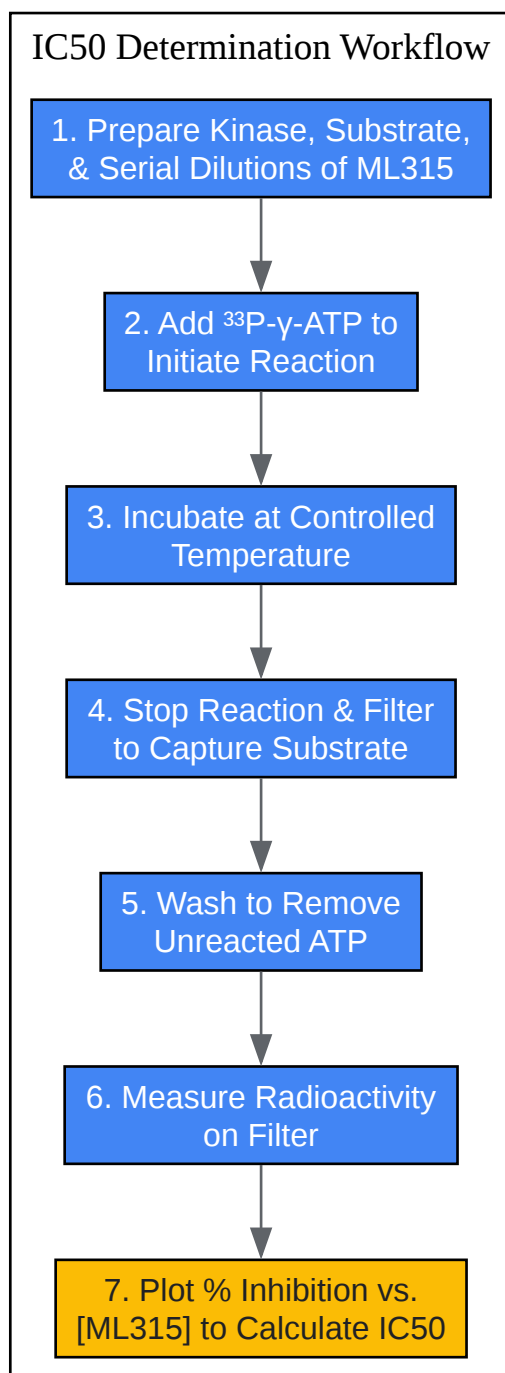 IC50 Determination Workflow
1. Prepare Kinase, Substrate,
& Serial Dilutions of ML315
2. Add ³³P-γ-ATP to
Initiate Reaction
3. Incubate at Controlled
Temperature
4. Stop Reaction & Filter
to Capture Substrate
5. Wash to Remove
Unreacted ATP
6. Measure Radioactivity
on Filter
7. Plot % Inhibition vs.
[ML315] to Calculate IC50